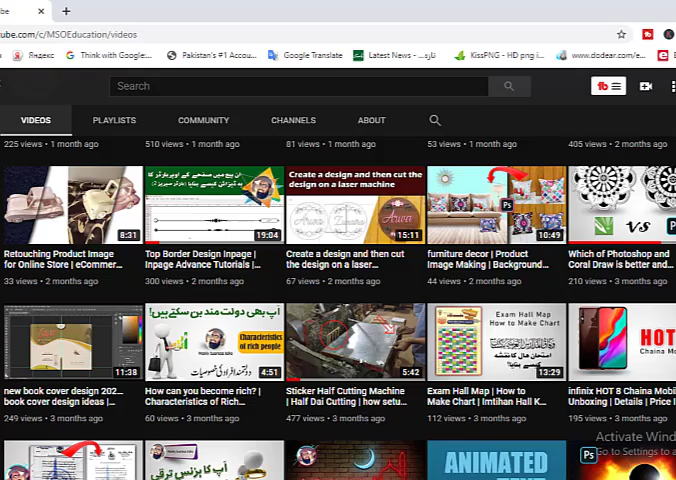 be
+
ube.com/c/MSOEducation/videos
Яндекс
Think with Google:...
Pakistan's #1 Accou...
Google Translate
Latest News - ...تازہ
KissPNG - HD png i...
www.dodear.com/e...
Search
VIDEOS
PLAYLISTS
COMMUNITY
CHANNELS
ABOUT
225 views • 1 month ago
510 views • 1 month ago
81 views • 1 month ago
53 views • 1 month ago
405 views • 2 months ago
8:31
19:04
Create a design and then cut the
design on a laser machine
Arwa
15:11
Ps
10:49
VS
Retouching Product Image
for Online Store | eCommer...
Top Border Design Inpage |
Inpage Advance Tutorials |...
Create a design and then cut
the design on a laser...
furniture decor | Product
Image Making | Background...
Which of Photoshop and
Coral Draw is better and...
33 views • 2 months ago
300 views • 2 months ago
67 views • 2 months ago
44 views • 2 months ago
210 views • 3 months ago
11:38
آپ بھی دولت مند بن سکتے ہیں!
Characteristics
of rich people
4:51
5:42
Exam Hall Map
How to Make Chart
امتحان ہال کا نقشہ
13:29
HOT
Chaina Mo
new book cover design 202...
book cover design ideas |...
How can you become rich? |
Characteristics of Rich...
Sticker Half Cutting Machine
| Half Dai Cutting | how setu...
Exam Hall Map | How to
Make Chart | Imtihan Hall K...
infinix HOT 8 Chaina Mobil
Unboxing | Details | Price I
249 views • 3 months ago
60 views • 3 months ago
477 views • 3 months ago
112 views • 3 months ago
195 views • 3 months ago
Activate Wind
Go to Settings to a
آپ کا بزنس ترقی
ANIMATED
Ps